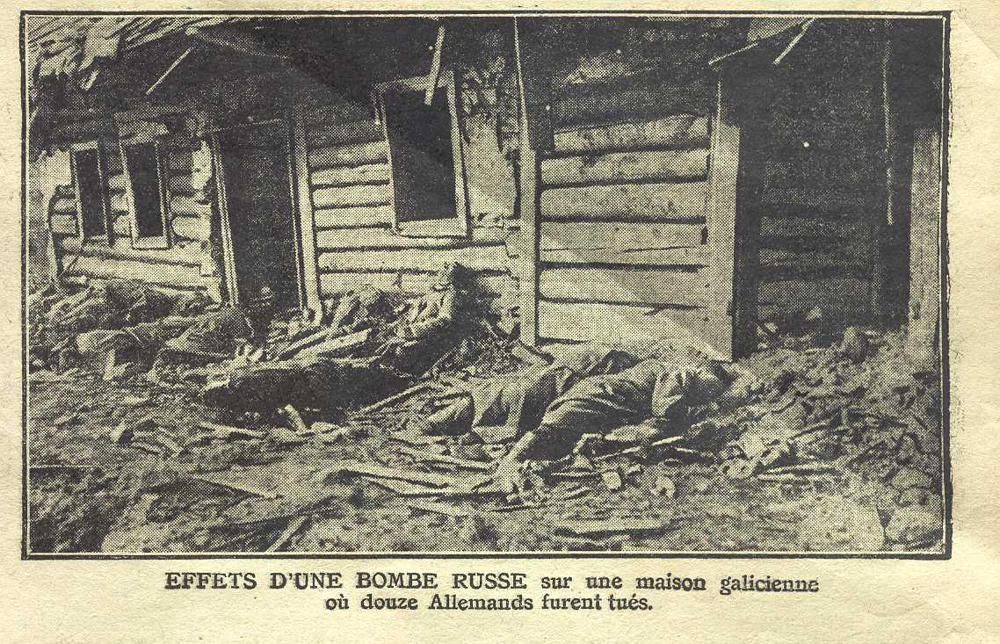 EFFETS D'UNE BOMBE RUSSE sur une maison galicienne
où douze Allemands furent tués.